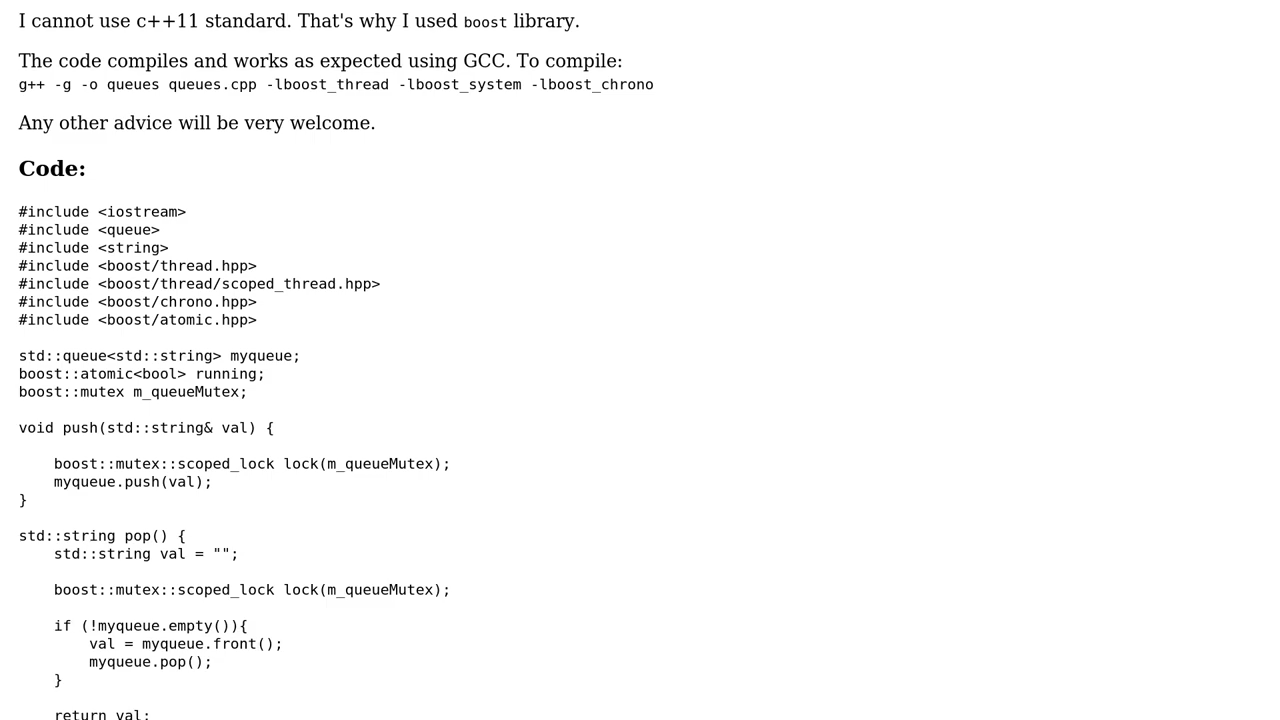 I cannot use c++11 standard. That's why I used boost library.
The code compiles and works as expected using GCC. To compile:
g++ -g -o queues queues.cpp -lboost_thread -lboost_system -lboost_chrono
Any other advice will be very welcome.
Code:
#include <iostream>
#include <queue>
#include <string>
#include <boost/thread.hpp>
#include <boost/thread/scoped_thread.hpp>
#include <boost/chrono.hpp>
#include <boost/atomic.hpp>
std::queue<std::string> myqueue;
boost::atomic<bool> running;
boost::mutex m_queueMutex;
void push(std::string& val) {
    boost::mutex::scoped_lock lock(m_queueMutex);
    myqueue.push(val);
}
std::string pop() {
    std::string val = "";
    boost::mutex::scoped_lock lock(m_queueMutex);
    if (!myqueue.empty()){
        val = myqueue.front();
        myqueue.pop();
    }
    return val;